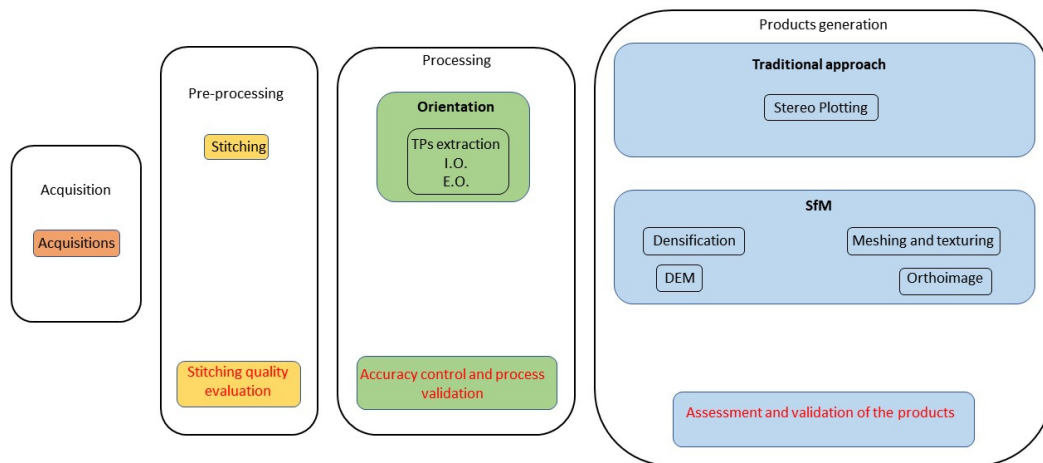 Acquisition
Acquisitions
Pre-processing
Stitching
Stitching quality
evaluation
Processing
Orientation
TPs extraction
I.O.
E.O.
Accuracy control and process
validation
Products generation
Traditional approach
Stereo Plotting
SfM
Densification
Meshing and texturing
DEM
Orthoimage
Assessment and validation of the products